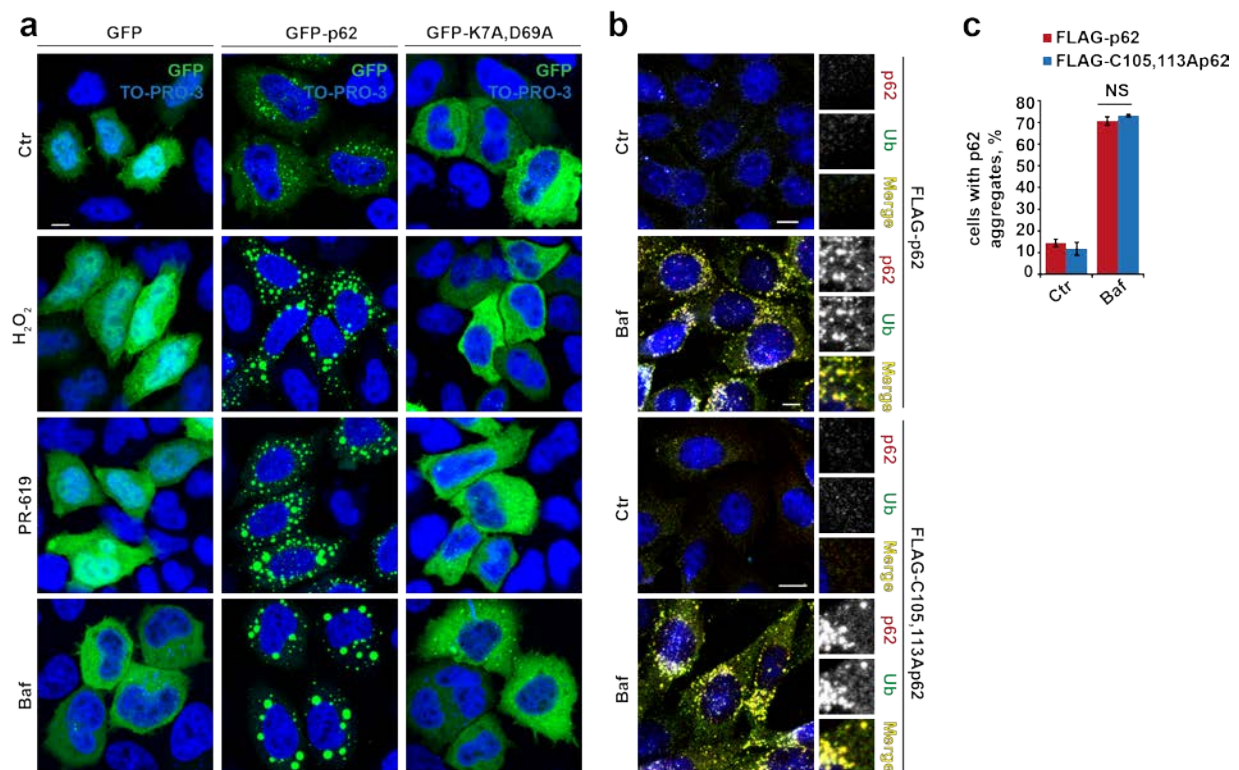 a
GFP
GFP-p62
GFP-K7A,D69A
GFP
TO-PRO-3
GFP
TO-PRO-3
GFP
TO-PRO-3
Ctr
H₂O₂
PR-619
Baf
b
Ctr
p62
Ub
Merge
Baf
p62
Ub
Merge
FLAG-p62
Ctr
p62
Ub
Merge
Baf
p62
Ub
Merge
FLAG-C105,113Ap62
c
FLAG-p62
FLAG-C105,113Ap62
NS
cells with p62
aggregates, %
80
70
60
50
40
30
20
10
0
Ctr
Baf